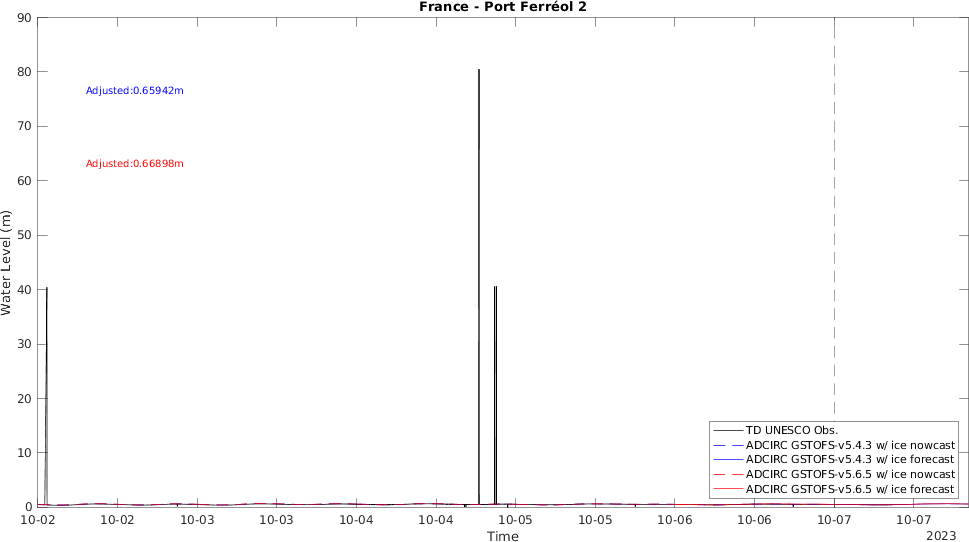 France - Port Ferréol 2
90
80
70
60
50
40
30
20
10
0
Water Level (m)
Adjusted:0.65942m
Adjusted:0.66898m
TD UNESCO Obs.
ADCIRC GSTOFS-v5.4.3 w/ ice nowcast
ADCIRC GSTOFS-v5.4.3 w/ ice forecast
ADCIRC GSTOFS-v5.6.5 w/ ice nowcast
ADCIRC GSTOFS-v5.6.5 w/ ice forecast
10-02 10-02 10-03 10-03 10-04 10-04 10-05 10-05 10-06 10-06 10-07 10-07
Time
2023